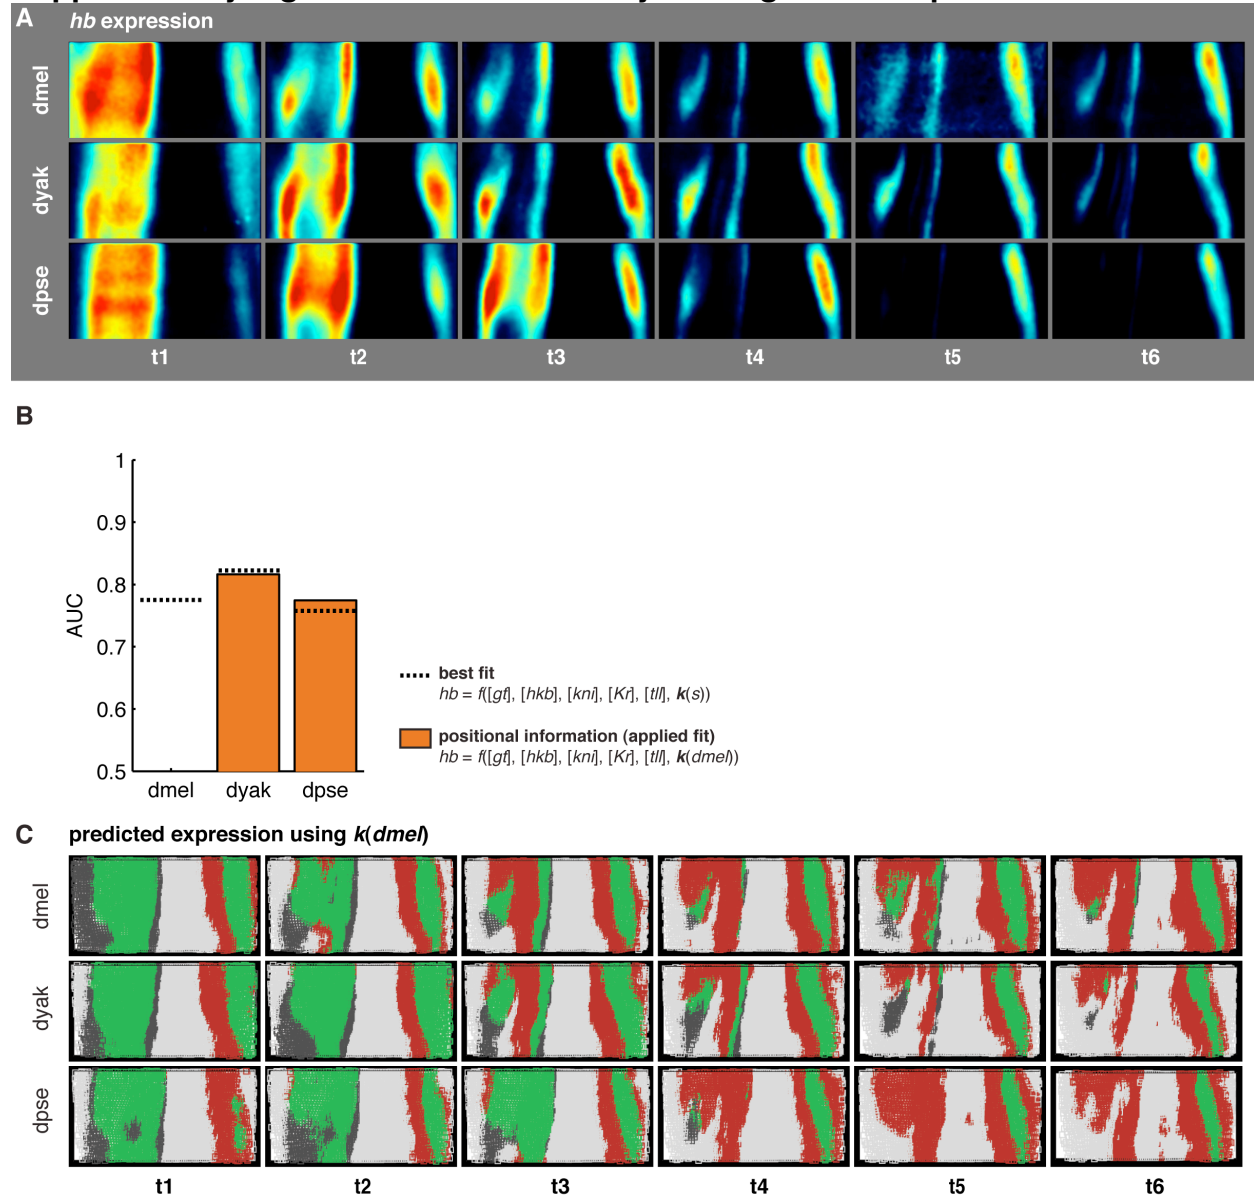 A
hb expression
dmel
dyak
dpse
t1 t2 t3 t4 t5 t6
B
1
0.9
0.8
0.7
0.6
0.5
AUC
dmel dyak dpse
best fit
hb = f([gt], [hkb], [kni], [Kr], [tll], k(s))
positional information (applied fit)
hb = f([gt], [hkb], [kni], [Kr], [tll], k(dmel))
C predicted expression using k(dmel)
dmel
dyak
dpse
t1 t2 t3 t4 t5 t6